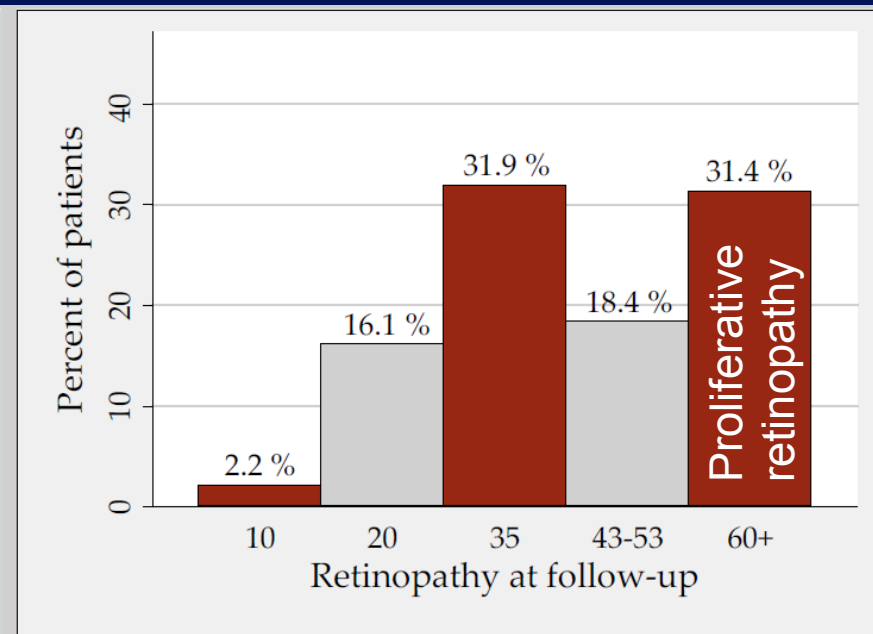 Percent of patients
40
30
20
10
0
2.2 %
16.1 %
31.9 %
18.4 %
31.4 %
Proliferative
retinopathy
10 20 35 43-53 60+
Retinopathy at follow-up